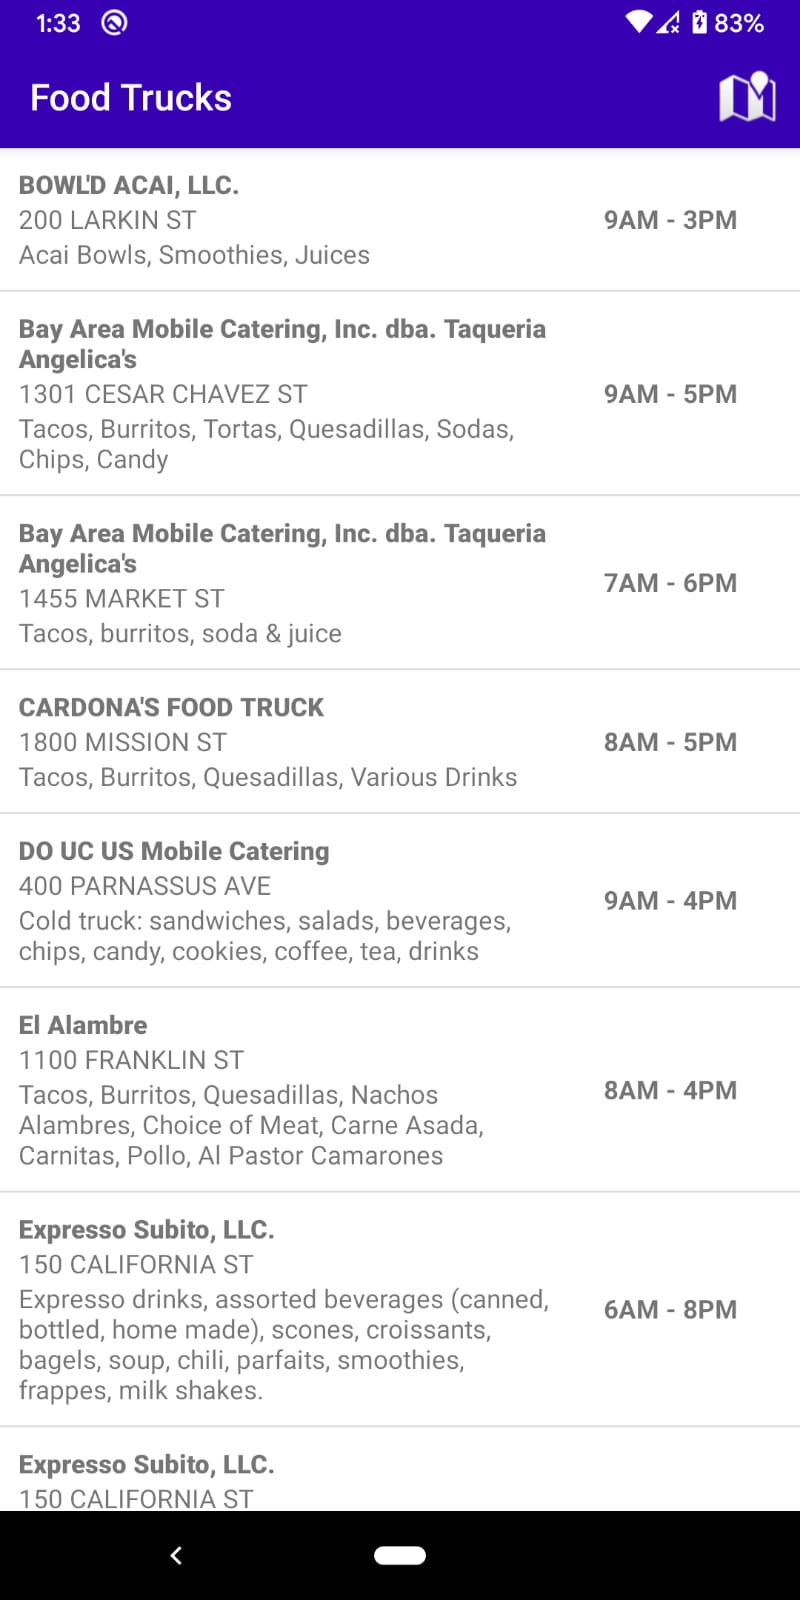 1:33
83%
Food Trucks
BOWL'D ACAI, LLC.
200 LARKIN ST
9AM - 3PM
Acai Bowls, Smoothies, Juices
Bay Area Mobile Catering, Inc. dba. Taqueria
Angelica's
1301 CESAR CHAVEZ ST
9AM - 5PM
Tacos, Burritos, Tortas, Quesadillas, Sodas,
Chips, Candy
Bay Area Mobile Catering, Inc. dba. Taqueria
Angelica's
7AM - 6PM
1455 MARKET ST
Tacos, burritos, soda & juice
CARDONA'S FOOD TRUCK
1800 MISSION ST
8AM - 5PM
Tacos, Burritos, Quesadillas, Various Drinks
DO UC US Mobile Catering
400 PARNASSUS AVE
9AM - 4PM
Cold truck: sandwiches, salads, beverages,
chips, candy, cookies, coffee, tea, drinks
El Alambre
1100 FRANKLIN ST
8AM - 4PM
Tacos, Burritos, Quesadillas, Nachos
Alambres, Choice of Meat, Carne Asada,
Carnitas, Pollo, Al Pastor Camarones
Expresso Subito, LLC.
150 CALIFORNIA ST
6AM - 8PM
Expresso drinks, assorted beverages (canned,
bottled, home made), scones, croissants,
bagels, soup, chili, parfaits, smoothies,
frappes, milk shakes.
Expresso Subito, LLC.
150 CALIFORNIA ST